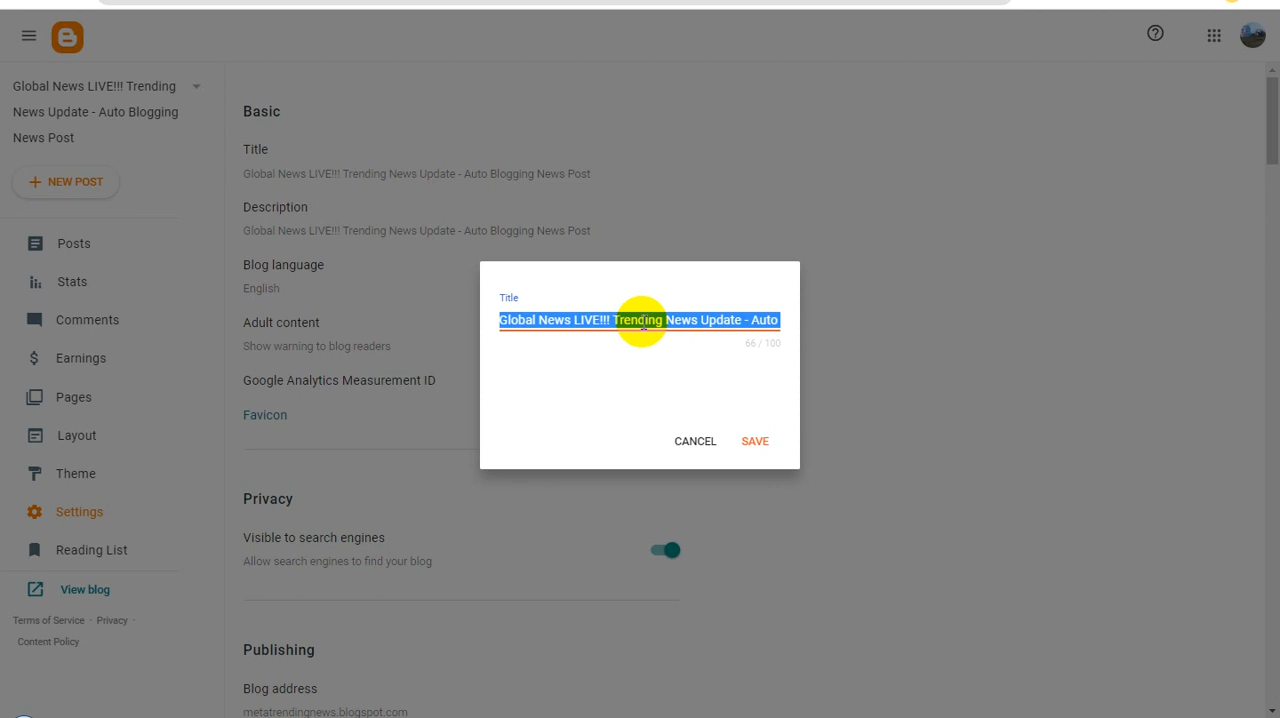 Global News LIVE!!! Trending
News Update - Auto Blogging
News Post
+ NEW POST
Posts
Stats
Comments
Earnings
Pages
Layout
Theme
Settings
Reading List
View blog
Terms of Service · Privacy ·
Content Policy
Basic
Title
Global News LIVE!!! Trending News Update - Auto Blogging News Post
Description
Global News LIVE!!! Trending News Update - Auto Blogging News Post
Blog language
English
Adult content
Show warning to blog readers
Google Analytics Measurement ID
Favicon
Privacy
Visible to search engines
Allow search engines to find your blog
Publishing
Blog address
metatrendingnews.blogspot.com
Title
Global News LIVE!!! Trending News Update - Auto
66 / 100
CANCEL SAVE